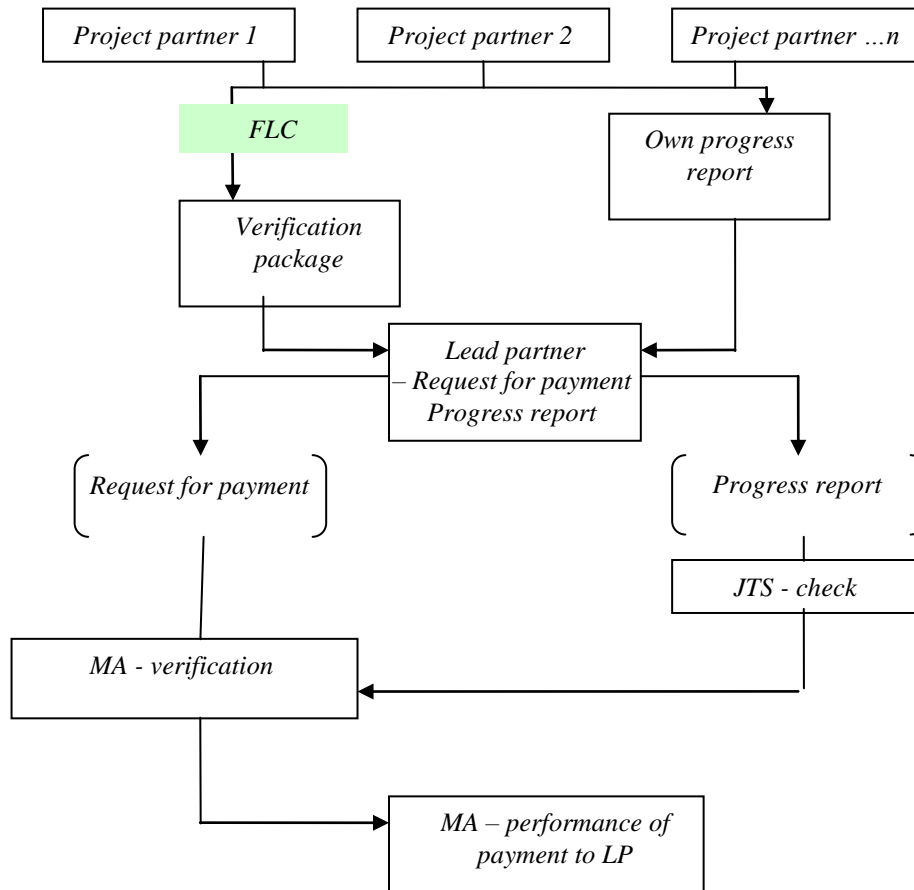 Project partner 1
Project partner 2
Project partner …n
FLC
Own progress
report
Verification
package
Lead partner
– Request for payment
Progress report
Request for payment
Progress report
JTS - check
MA - verification
MA – performance of
payment to LP